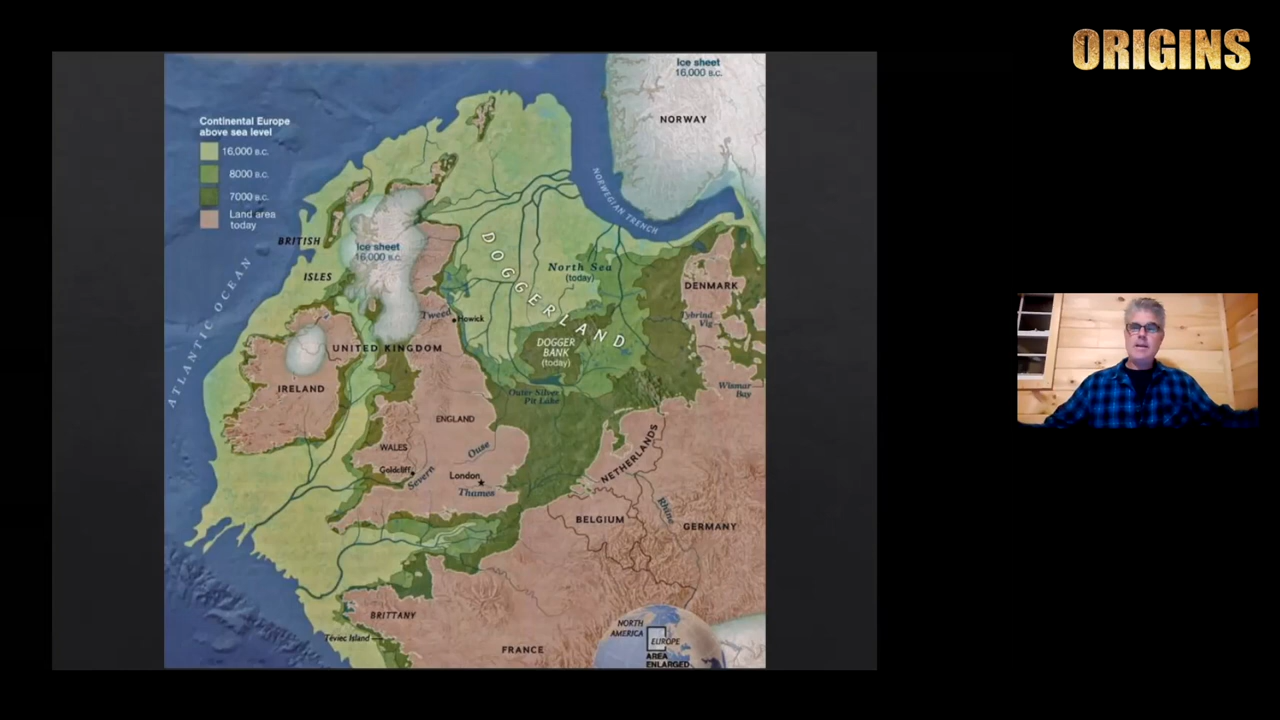 ORIGINS
Ice sheet
16,000 B.C.
NORWAY
Continental Europe
above sea level
16,000 B.C.
8000 B.C.
7000 B.C.
Land area
today
NORWEGIAN TRENCH
BRITISH
ISLES
Ice sheet
16,000 B.C.
ATLANTIC OCEAN
DOGGERLAND
North Sea
(today)
DENMARK
Tybrind
Vig
Tweed
Howick
DOGGER
BANK
(today)
UNITED KINGDOM
IRELAND
Outer Silver
Pit Lake
Wismar
Bay
ENGLAND
WALES
Ouse
NETHERLANDS
Goldcliff
Severn
London
Thames
Rhine
BELGIUM
GERMANY
BRITTANY
Téviec Island
FRANCE
NORTH
AMERICA
EUROPE
AREA
ENLARGED